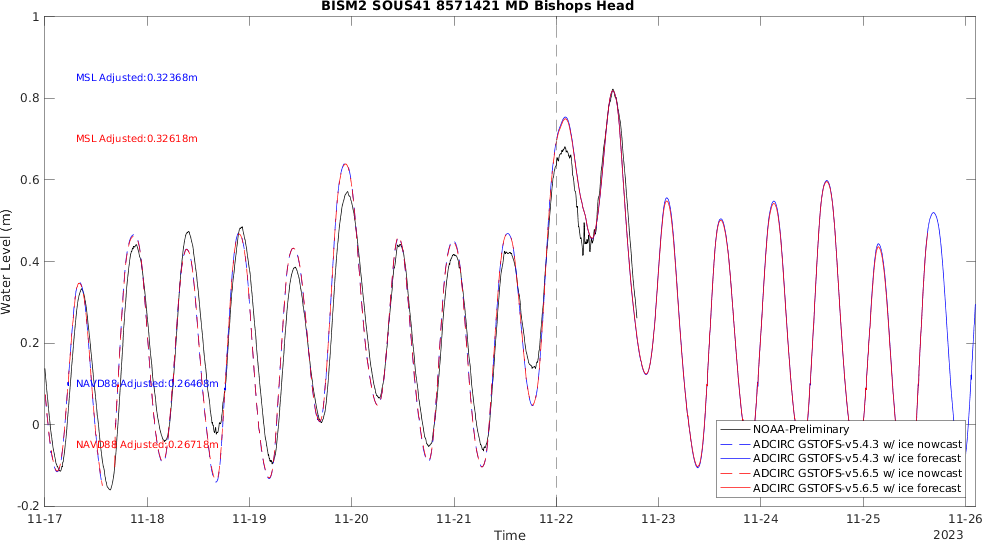 BISM2 SOUS41 8571421 MD Bishops Head
Water Level (m)
1
0.8
0.6
0.4
0.2
0
-0.2
MSL Adjusted:0.32368m
MSL Adjusted:0.32618m
NAVD88 Adjusted:0.26468m
NAVD88 Adjusted:0.26718m
NOAA-Preliminary
ADCIRC GSTOFS-v5.4.3 w/ ice nowcast
ADCIRC GSTOFS-v5.4.3 w/ ice forecast
ADCIRC GSTOFS-v5.6.5 w/ ice nowcast
ADCIRC GSTOFS-v5.6.5 w/ ice forecast
11-17 11-18 11-19 11-20 11-21 11-22 11-23 11-24 11-25 11-26
Time
2023